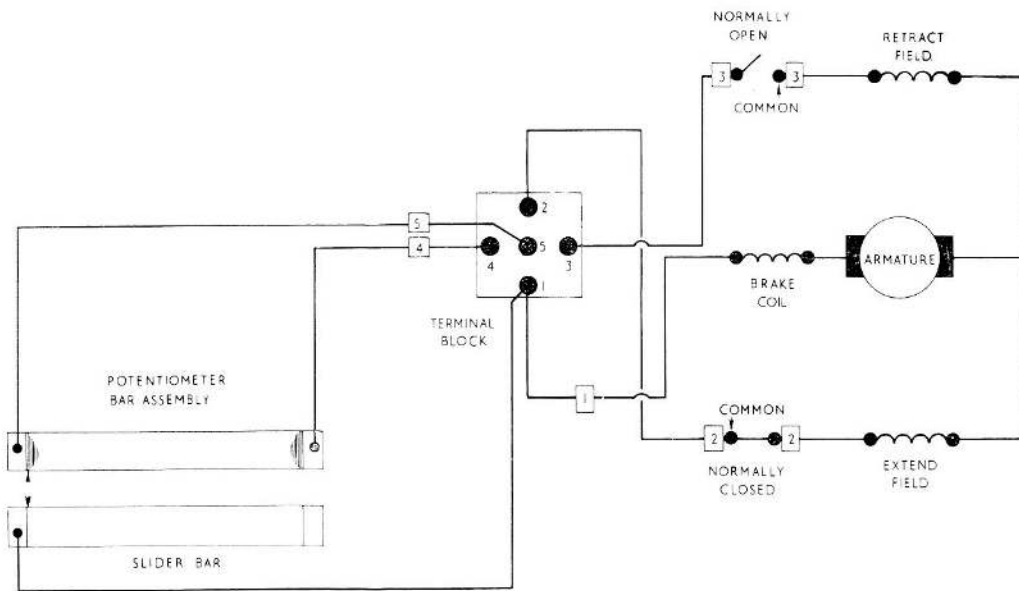 NORMALLY
OPEN
RETRACT
FIELD.
3
3
COMMON
2
5
5
4
4
3
1
ARMATURE
BRAKE
COIL
TERMINAL
BLOCK
POTENTIOMETER
BAR ASSEMBLY
1
COMMON
2
2
NORMALLY
CLOSED
EXTEND
FIELD
SLIDER BAR